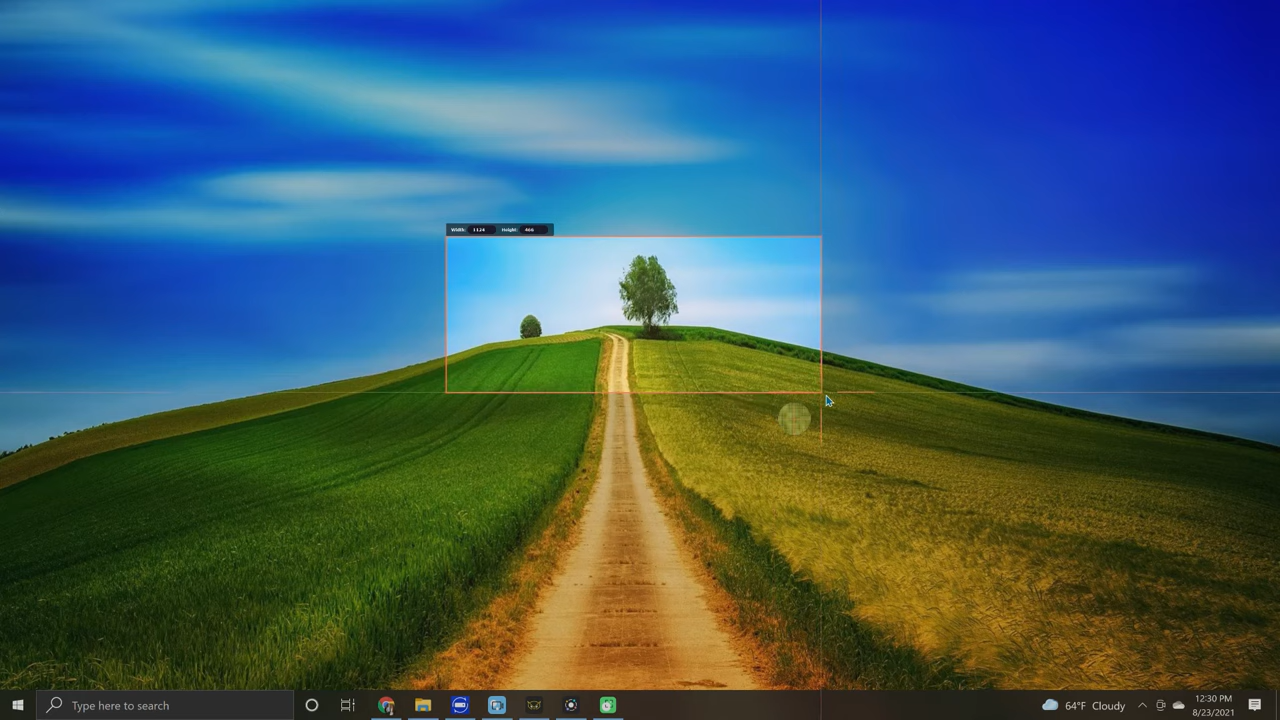 Width: 1124 Height: 466
Type here to search
64°F Cloudy
12:30 PM
8/23/2021